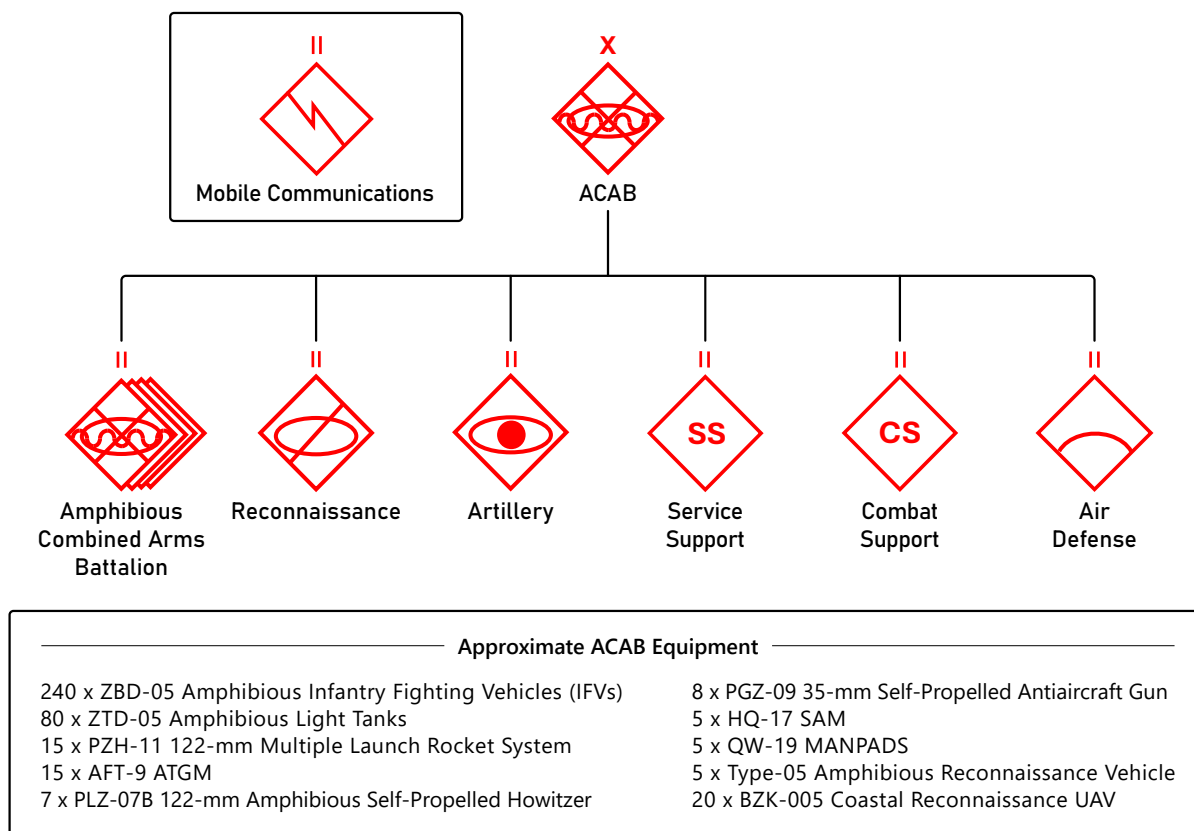 II
X
Mobile Communications
ACAB
II
II
II
II
II
II
SS
CS
Amphibious
Combined Arms
Battalion
Reconnaissance
Artillery
Service
Support
Combat
Support
Air
Defense
Approximate ACAB Equipment
240 x ZBD-05 Amphibious Infantry Fighting Vehicles (IFVs)
80 x ZTD-05 Amphibious Light Tanks
15 x PZH-11 122-mm Multiple Launch Rocket System
15 x AFT-9 ATGM
7 x PLZ-07B 122-mm Amphibious Self-Propelled Howitzer
8 x PGZ-09 35-mm Self-Propelled Antiaircraft Gun
5 x HQ-17 SAM
5 x QW-19 MANPADS
5 x Type-05 Amphibious Reconnaissance Vehicle
20 x BZK-005 Coastal Reconnaissance UAV